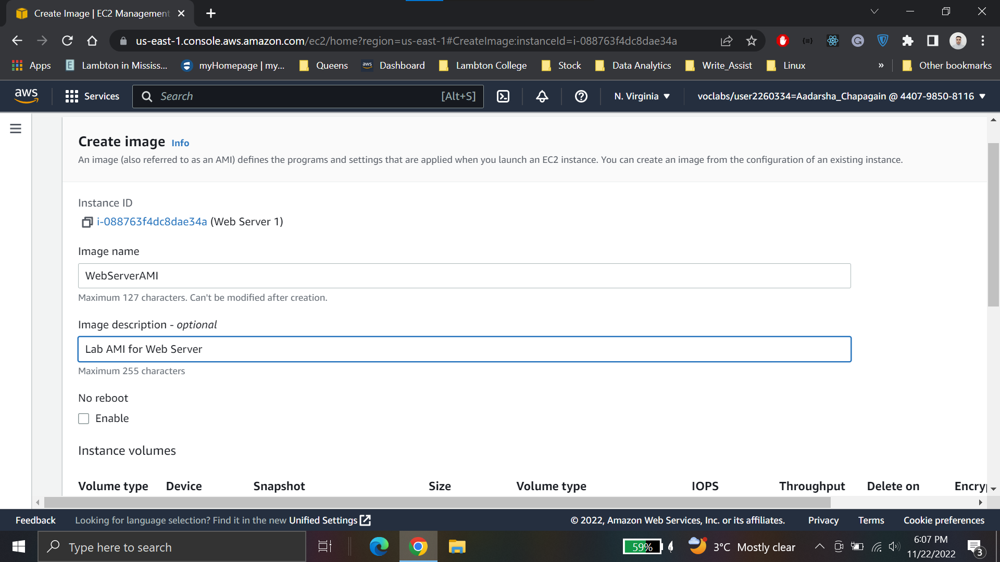 Create Image | EC2 Management
us-east-1.console.aws.amazon.com/ec2/home?region=us-east-1#CreateImage:instanceId=i-088763f4dc8dae34a
Apps
Lambton in Mississ...
myHomepage | my...
Queens
aws Dashboard
Lambton College
Stock
Data Analytics
Write_Assist
Linux
»
Other bookmarks
aws
Services
Search
[Alt+S]
N. Virginia
voclabs/user2260334=Aadarsha_Chapagain @ 4407-9850-8116
Create image Info
An image (also referred to as an AMI) defines the programs and settings that are applied when you launch an EC2 instance. You can create an image from the configuration of an existing instance.
Instance ID
i-088763f4dc8dae34a (Web Server 1)
Image name
WebServerAMI
Maximum 127 characters. Can't be modified after creation.
Image description - optional
Lab AMI for Web Server
Maximum 255 characters
No reboot
Enable
Instance volumes
Volume type Device Snapshot Size Volume type IOPS Throughput Delete on Encry
Feedback
Looking for language selection? Find it in the new Unified Settings
© 2022, Amazon Web Services, Inc. or its affiliates.
Privacy
Terms
Cookie preferences
Type here to search
59%
3°C Mostly clear
6:07 PM
11/22/2022
3